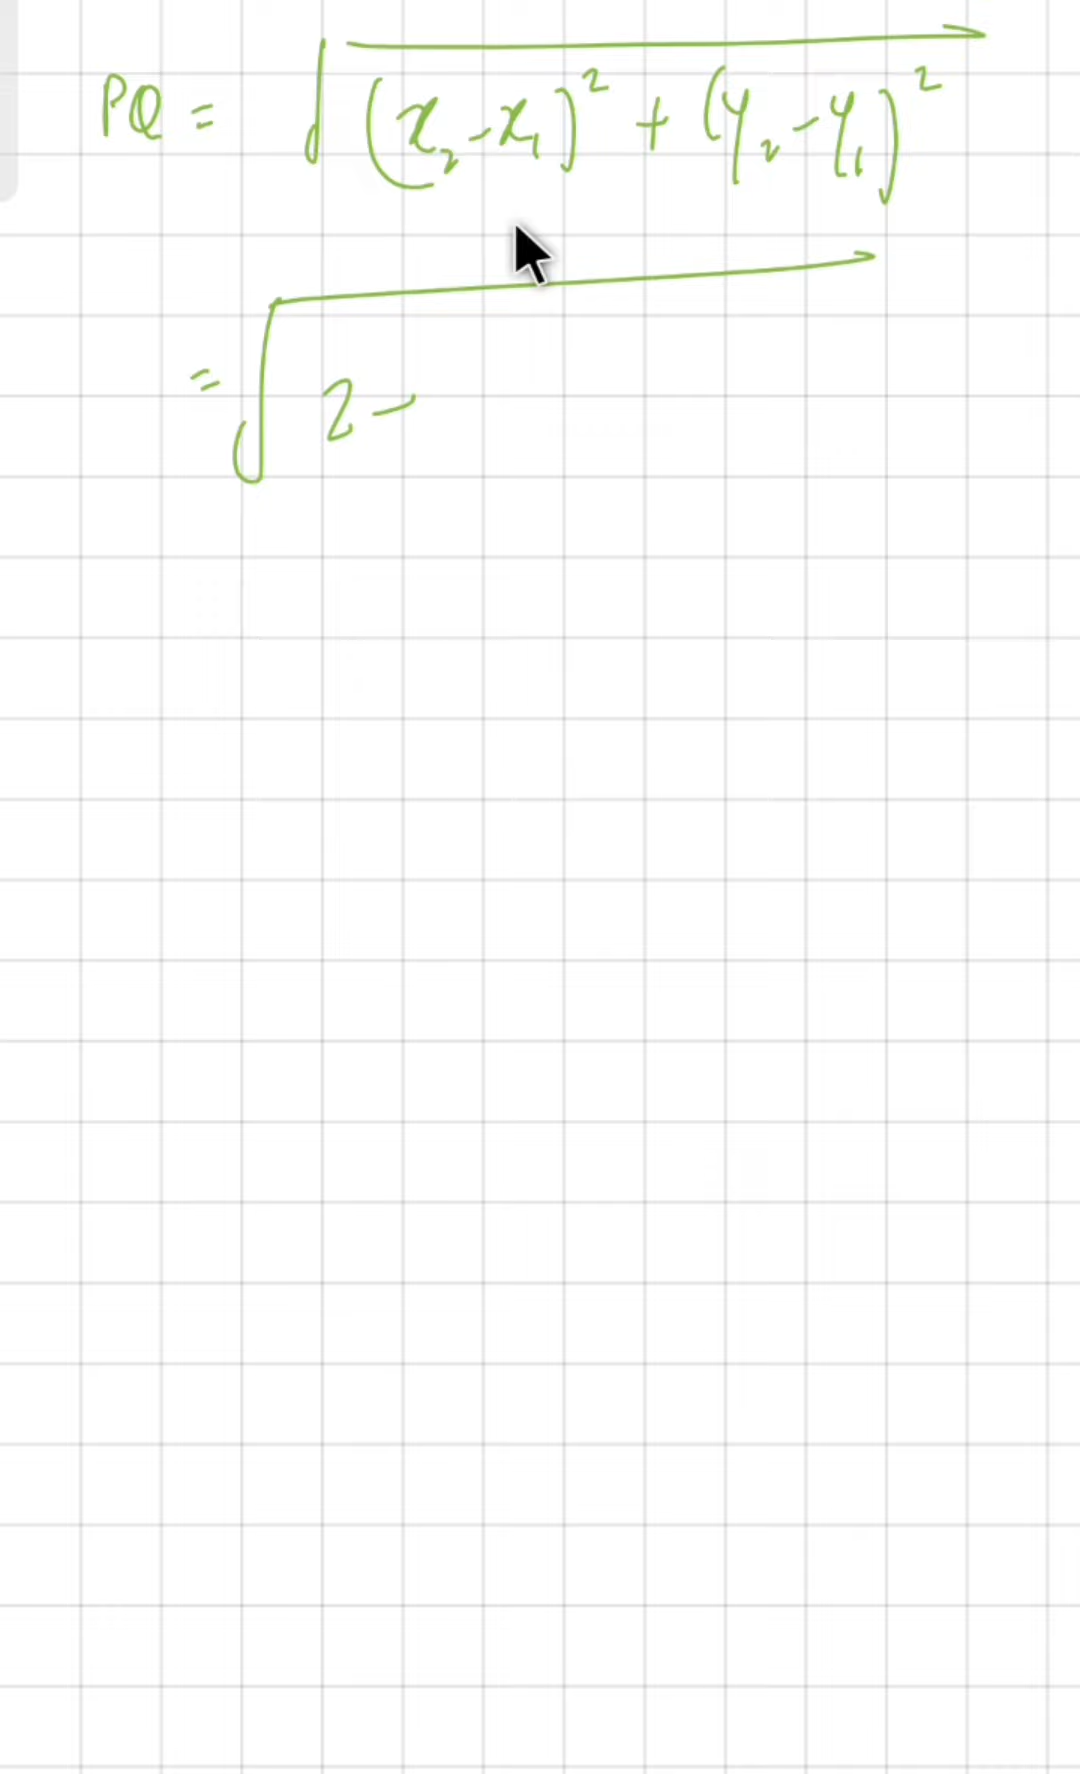 PQ = √(x₂-x₁)² + (y₂-y₁)²
= √2-